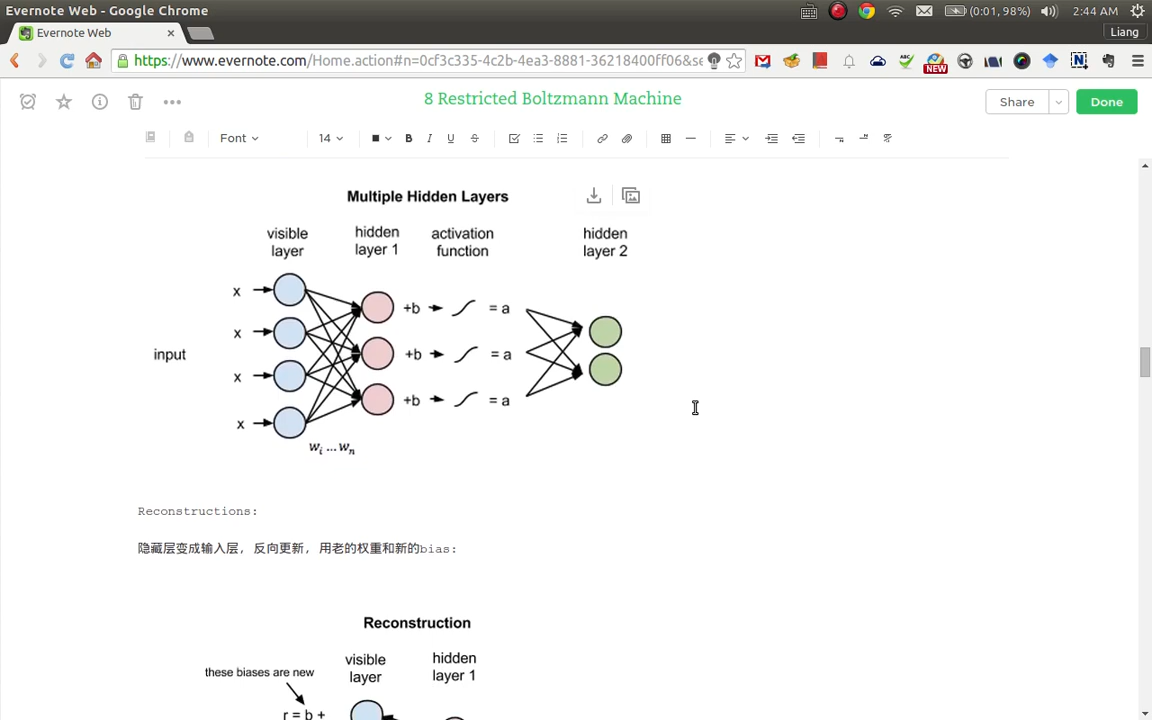 Evernote Web - Google Chrome
(0:01, 98%)
2:44 AM
Evernote Web
Liang
https://www.evernote.com/Home.action#n=0cf3c335-4c2b-4ea3-8881-36218400ff06&se
NEW
8 Restricted Boltzmann Machine
Share
Done
Font
14
B I U
Multiple Hidden Layers
visible layer
hidden layer 1
activation function
hidden layer 2
x
+b
= a
x
input
x
+b
= a
x
+b
= a
wi ...wn
Reconstructions:
隐藏层变成输入层, 反向更新, 用老的权重和新的bias:
Reconstruction
visible layer
hidden layer 1
these biases are new
r = b +